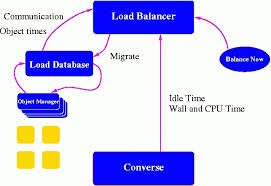 Communication
Object times
Load Balancer
Load Database
Migrate
Balance Now
Object Manager
Idle Time
Wall and CPU Time
Converse